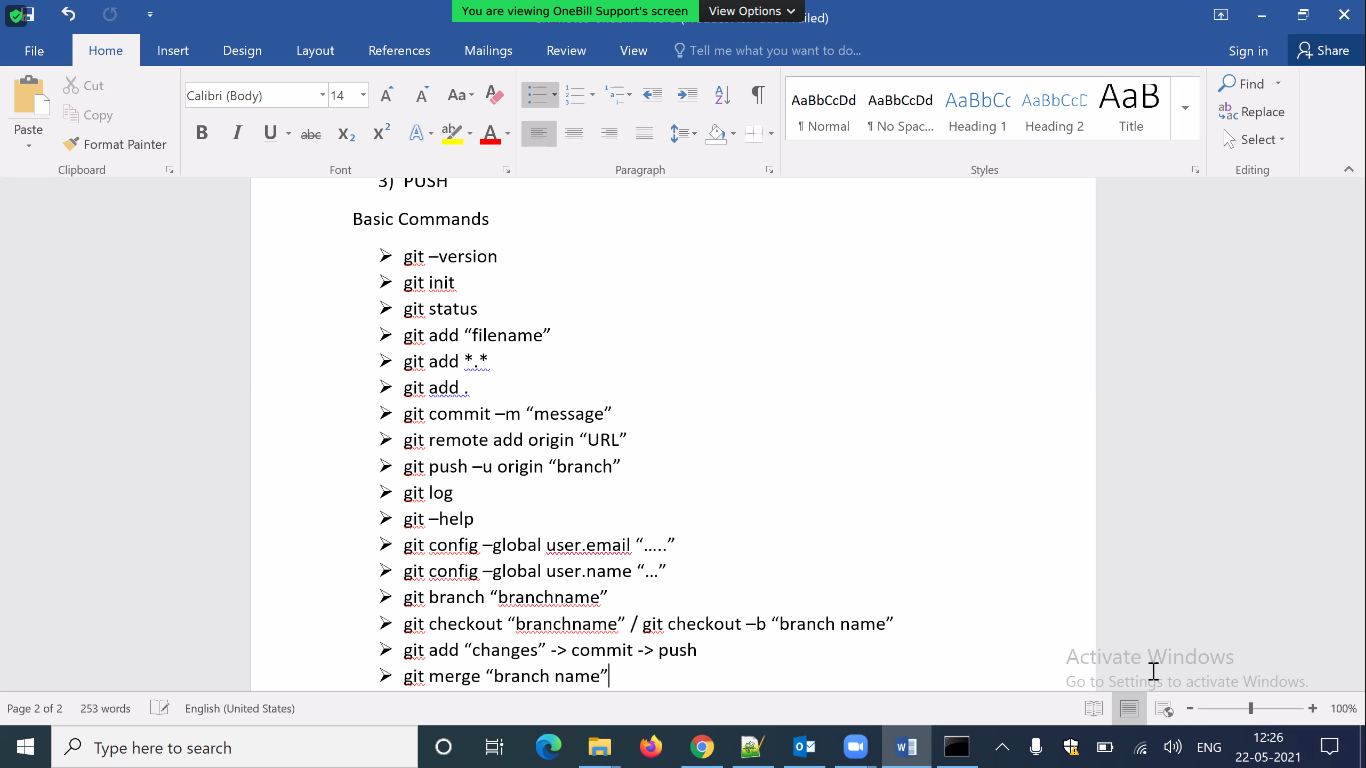 You are viewing OneBill Support's screen View Options
File Home Insert Design Layout References Mailings Review View Tell me what you want to do... Sign in Share
Paste
Cut
Copy
Format Painter
Clipboard
Calibri (Body) 14
Font
Paragraph
AaBbCcDd AaBbCcDd AaBbCc AaBbCcC AaB
¶ Normal ¶ No Spac... Heading 1 Heading 2 Title
Styles
Find
Replace
Select
Editing
3) PUSH
Basic Commands
➢ git –version
➢ git init
➢ git status
➢ git add “filename”
➢ git add *.*
➢ git add .
➢ git commit –m “message”
➢ git remote add origin “URL”
➢ git push –u origin “branch”
➢ git log
➢ git –help
➢ git config –global user.email “…..”
➢ git config –global user.name “…”
➢ git branch “branchname”
➢ git checkout “branchname” / git checkout –b “branch name”
➢ git add “changes” -> commit -> push
➢ git merge “branch name”
Activate Windows
Go to Settings to activate Windows.
Page 2 of 2 253 words English (United States) 100%
Type here to search
ENG
12:26
22-05-2021